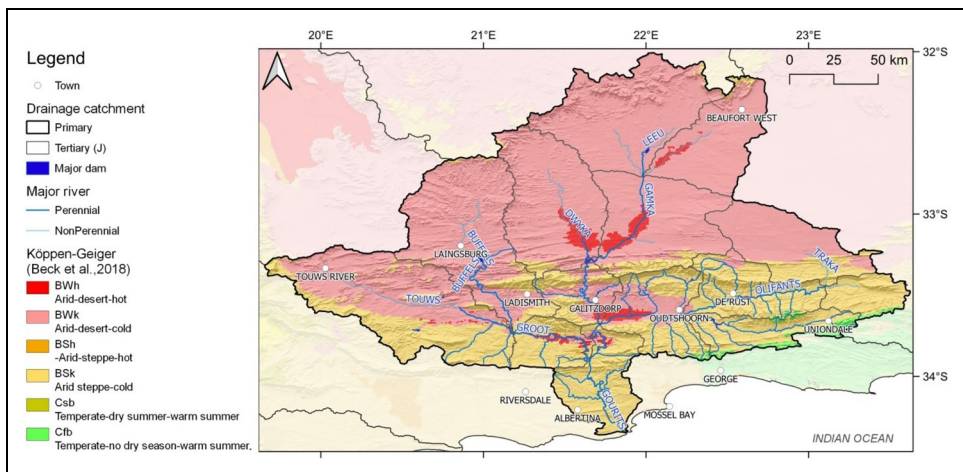 Legend
Town
Drainage catchment
Primary
Tertiary (J)
Major dam
Major river
Perennial
NonPerennial
Köppen-Geiger
(Beck et al.,2018)
BWh
Arid-desert-hot
BWk
Arid-desert-cold
BSh
-Arid-steppe-hot
BSk
Arid steppe-cold
Csb
Temperate-dry summer-warm summer
Cfb
Temperate-no dry season-warm summer.
20°E
21°E
22°E
23°E
32°S
0 25 50 km
BEAUFORT WEST
LEEU
GAMKA
DWYKA
33°S
BUFFELS
LAINGSBURG
BUFFELS
TOUWS RIVER
TRAKA
TOUWS
LADISMITH
CALITZDORP
DE RUST
OLIFANTS
OUDTSHOORN
UNIONDALE
GROOT
34°S
GEORGE
RIVERSDALE
GOURITS
ALBERTINA
MOSSEL BAY
INDIAN OCEAN
20°E
21°E
22°E
23°E